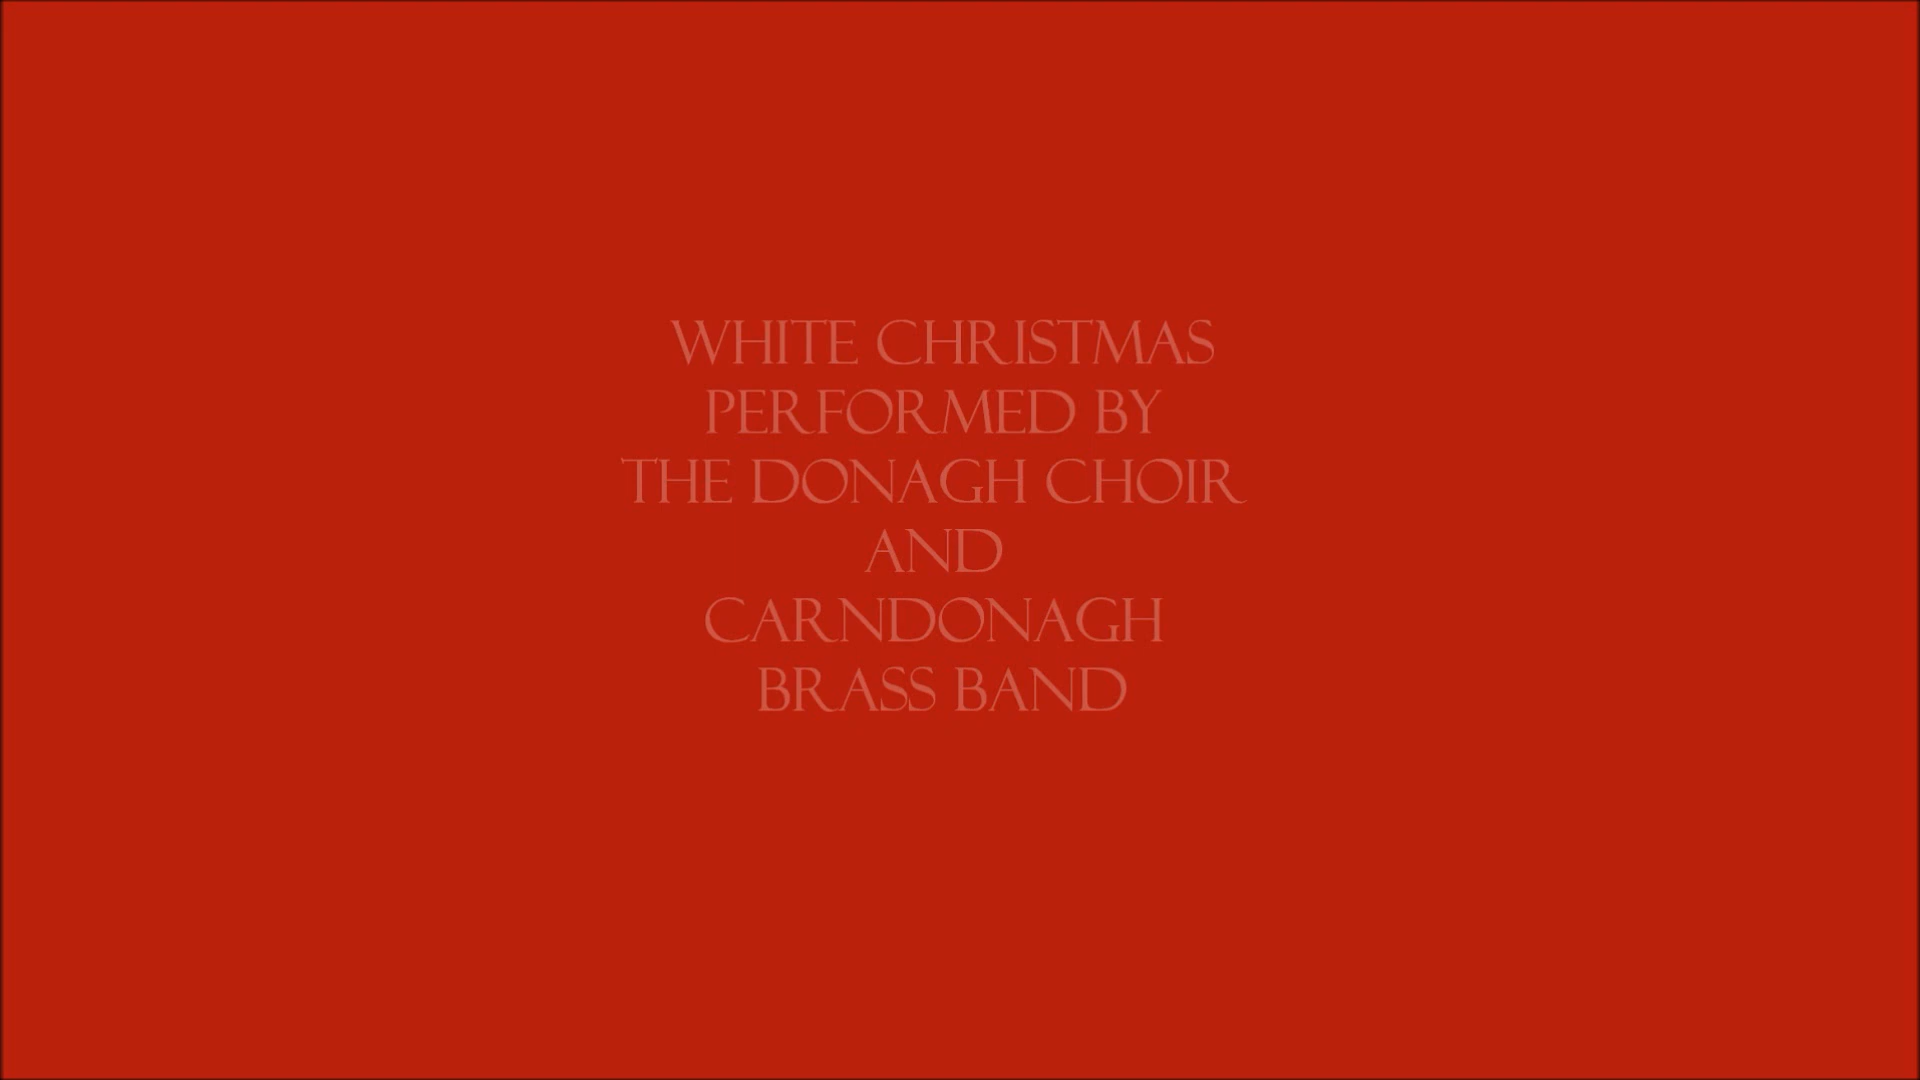 WHITE CHRISTMAS
PERFORMED BY
THE DONAGH CHOIR
AND
CARNDONAGH
BRASS BAND